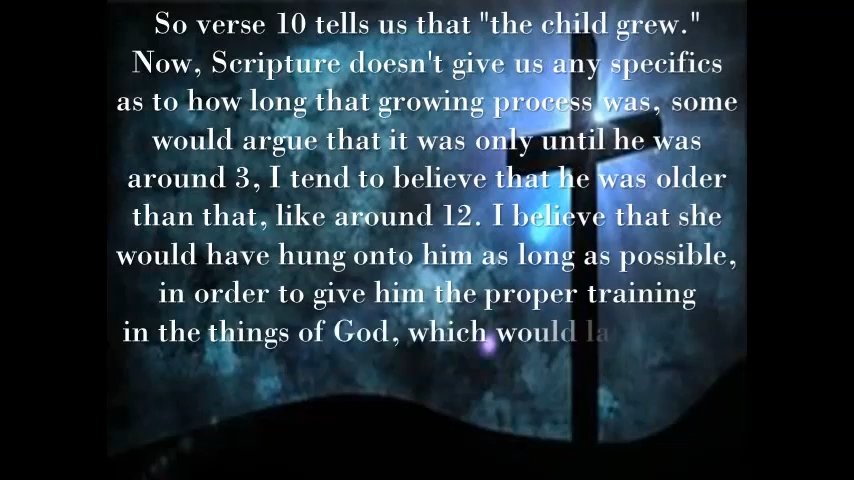 So verse 10 tells us that "the child grew."
Now, Scripture doesn't give us any specifics
as to how long that growing process was, some
would argue that it was only until he was
around 3, I tend to believe that he was older
than that, like around 12. I believe that she
would have hung onto him as long as possible,
in order to give him the proper training
in the things of God, which would la